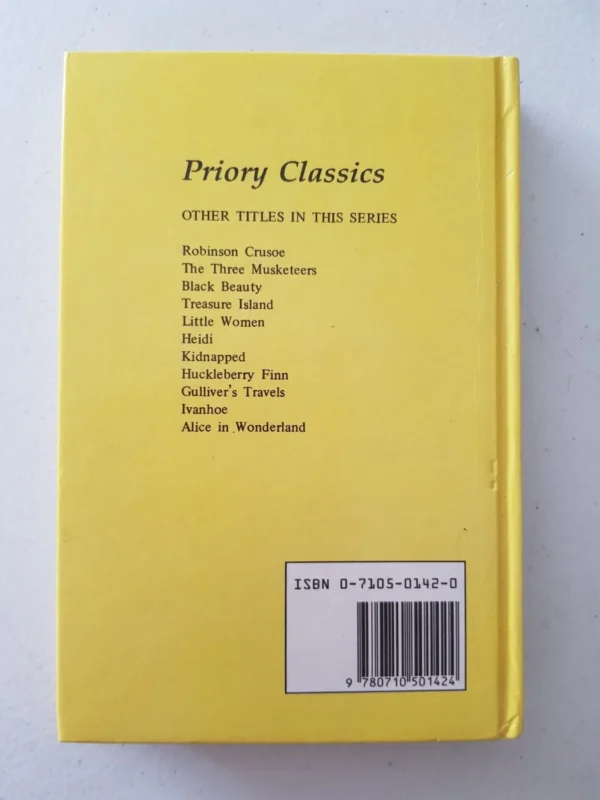 Priory Classics
OTHER TITLES IN THIS SERIES
Robinson Crusoe
The Three Musketeers
Black Beauty
Treasure Island
Little Women
Heidi
Kidnapped
Huckleberry Finn
Gulliver's Travels
Ivanhoe
Alice in Wonderland
ISBN 0-7105-0142-0
9 780710 501424